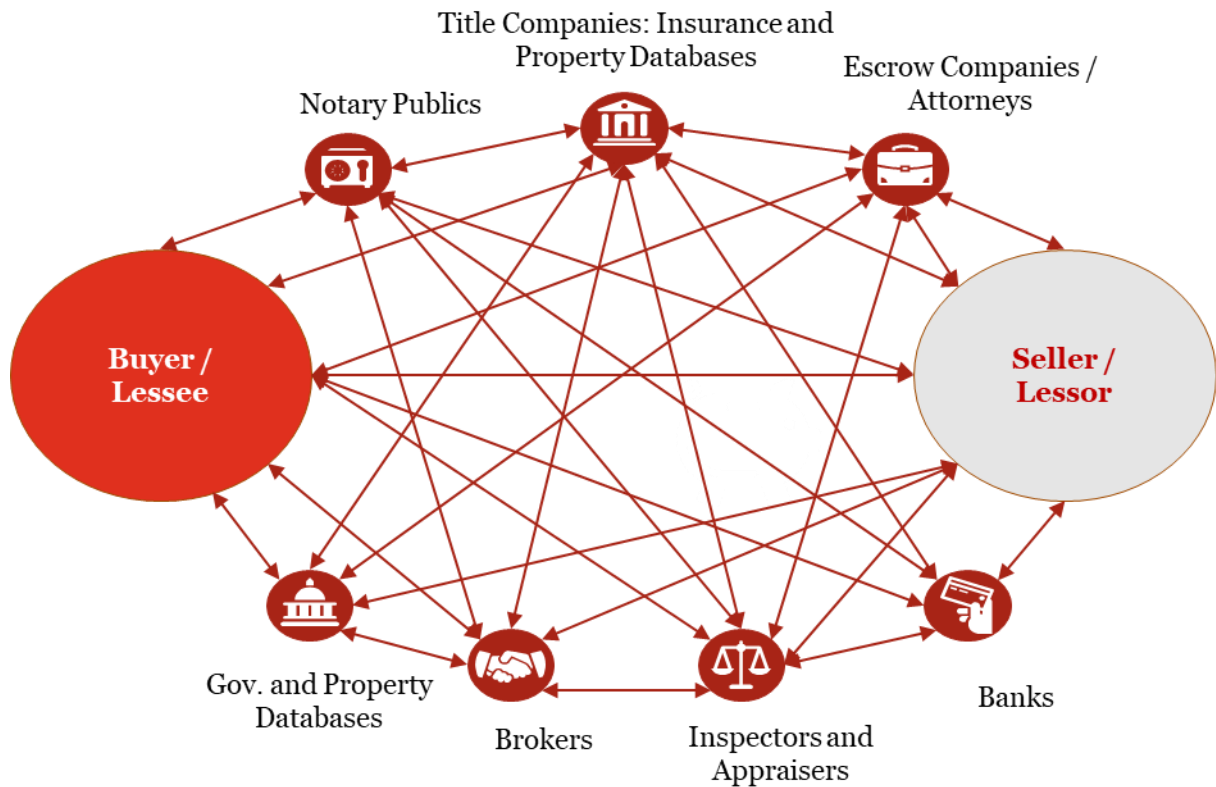 Title Companies: Insurance and
Property Databases
Escrow Companies /
Attorneys
Notary Publics
Buyer /
Lessee
Seller /
Lessor
Gov. and Property
Databases
Brokers
Inspectors and
Appraisers
Banks